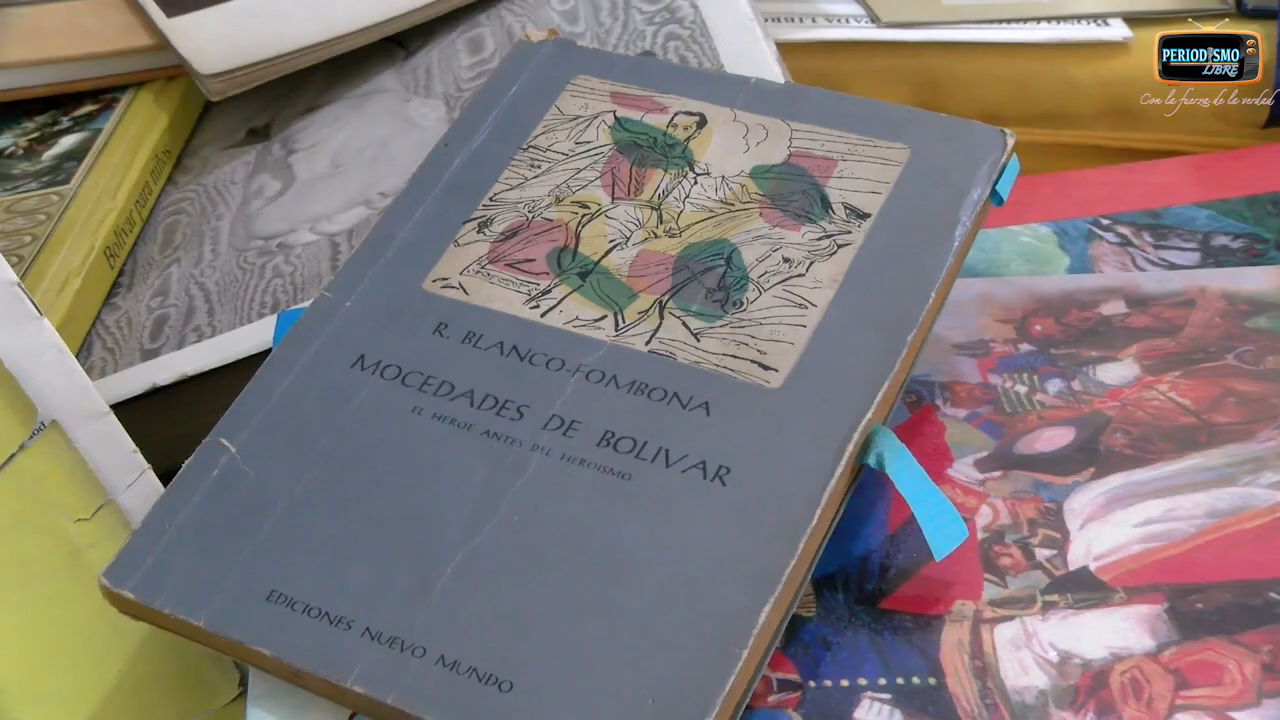 PERIODISMO
LIBRE
Con la fuerza de la verdad
Bolívar para niños
R. BLANCO-FOMBONA
MOCEDADES DE BOLIVAR
EL HEROE ANTES DEL HEROISMO
EDICIONES NUEVO MUNDO